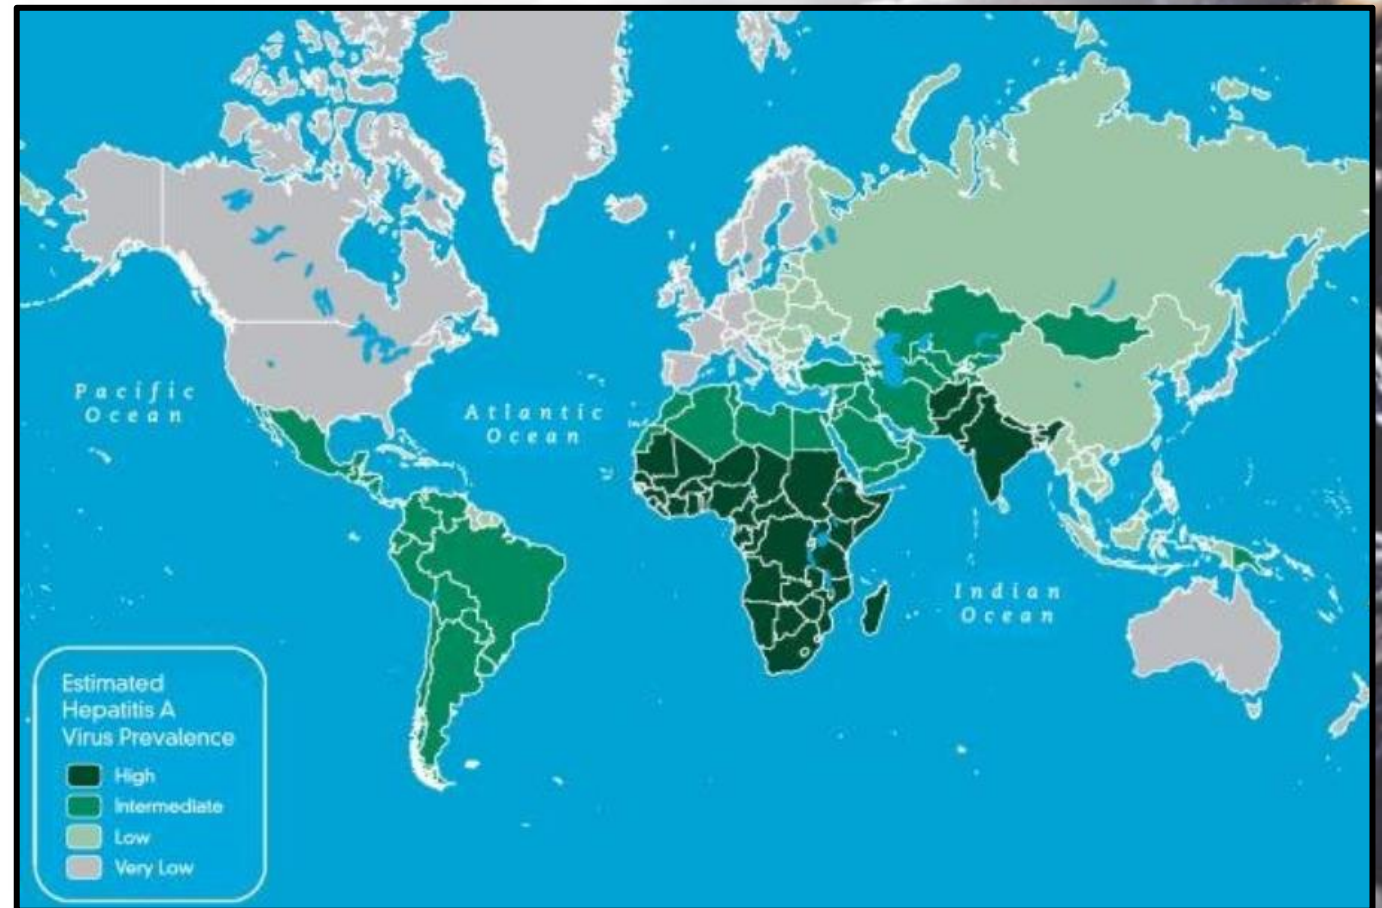 Pacific
Ocean
Atlantic
Ocean
Indian
Ocean
Estimated
Hepatitis A
Virus Prevalence
High
Intermediate
Low
Very Low